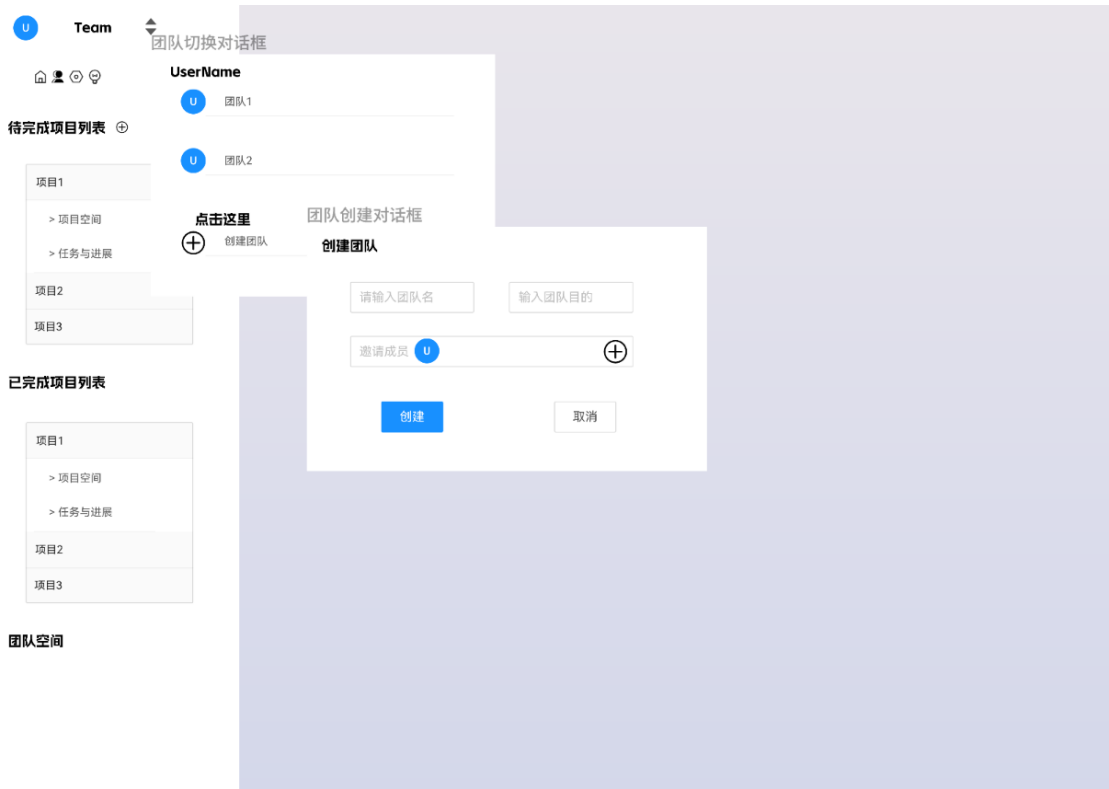 U Team
待完成项目列表
项目1
> 项目空间
> 任务与进展
项目2
项目3
已完成项目列表
项目1
> 项目空间
> 任务与进展
项目2
项目3
团队空间
团队切换对话框
UserName
U 团队1
U 团队2
点击这里
创建团队
团队创建对话框
创建团队
请输入团队名 输入团队目的
邀请成员 U
创建 取消